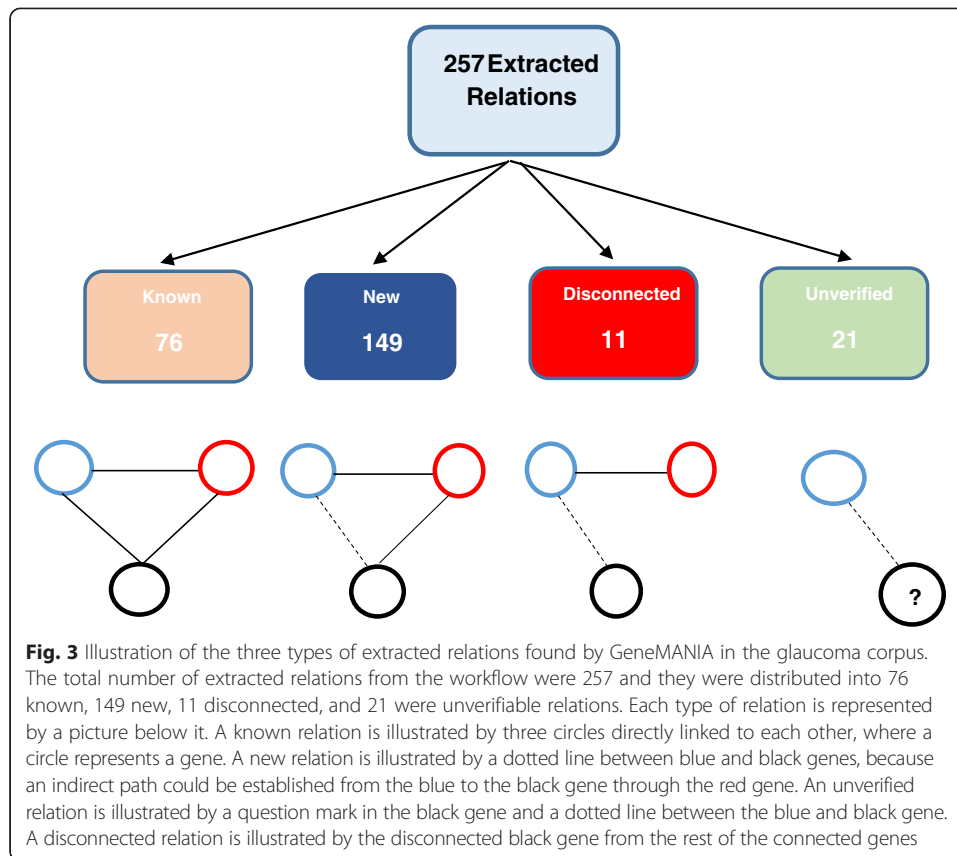 257 Extracted
Relations
Known
76
New
149
Disconnected
11
Unverified
21
?
Fig. 3 Illustration of the three types of extracted relations found by GeneMANIA in the glaucoma corpus.
The total number of extracted relations from the workflow were 257 and they were distributed into 76
known, 149 new, 11 disconnected, and 21 were unverifiable relations. Each type of relation is represented
by a picture below it. A known relation is illustrated by three circles directly linked to each other, where a
circle represents a gene. A new relation is illustrated by a dotted line between blue and black genes, because
an indirect path could be established from the blue to the black gene through the red gene. An unverified
relation is illustrated by a question mark in the black gene and a dotted line between the blue and black gene.
A disconnected relation is illustrated by the disconnected black gene from the rest of the connected genes